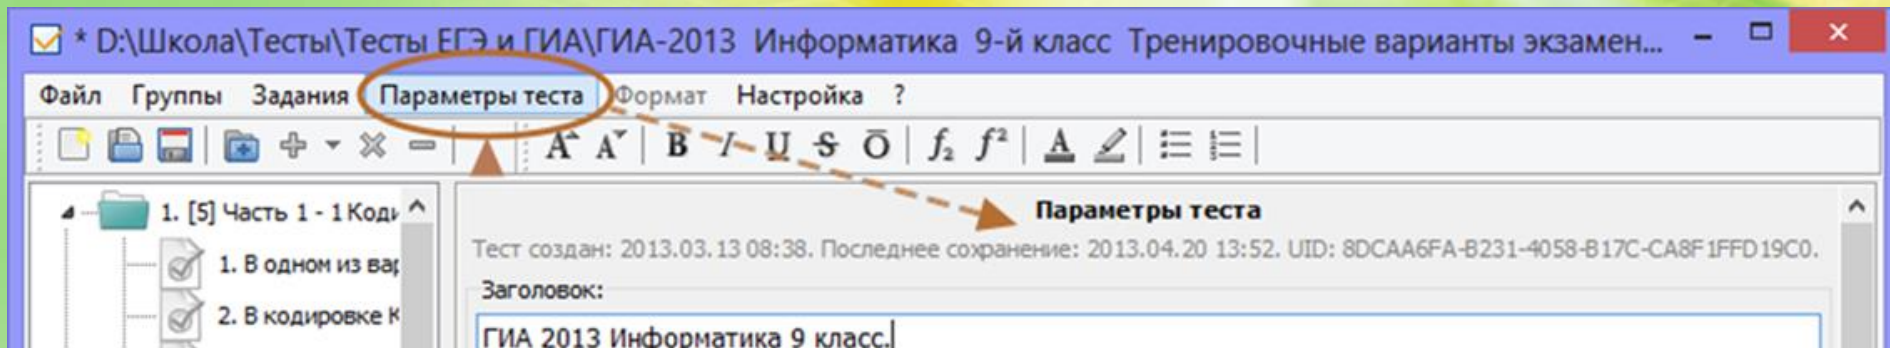 * D:\Школа\Тесты\Тесты ЕГЭ и ГИА\ГИА-2013 Информатика 9-й класс Тренировочные варианты экзамен...
Файл Группы Задания Параметры теста Формат Настройка ?
A A B I U S O f₂ f² A
1. [5] Часть 1 - 1 Коди
1. В одном из вар
2. В кодировке К
Параметры теста
Тест создан: 2013.03.13 08:38. Последнее сохранение: 2013.04.20 13:52. UID: 8DCAA6FA-B231-4058-B17C-CA8F1FFD19C0.
Заголовок:
ГИА 2013 Информатика 9 класс.